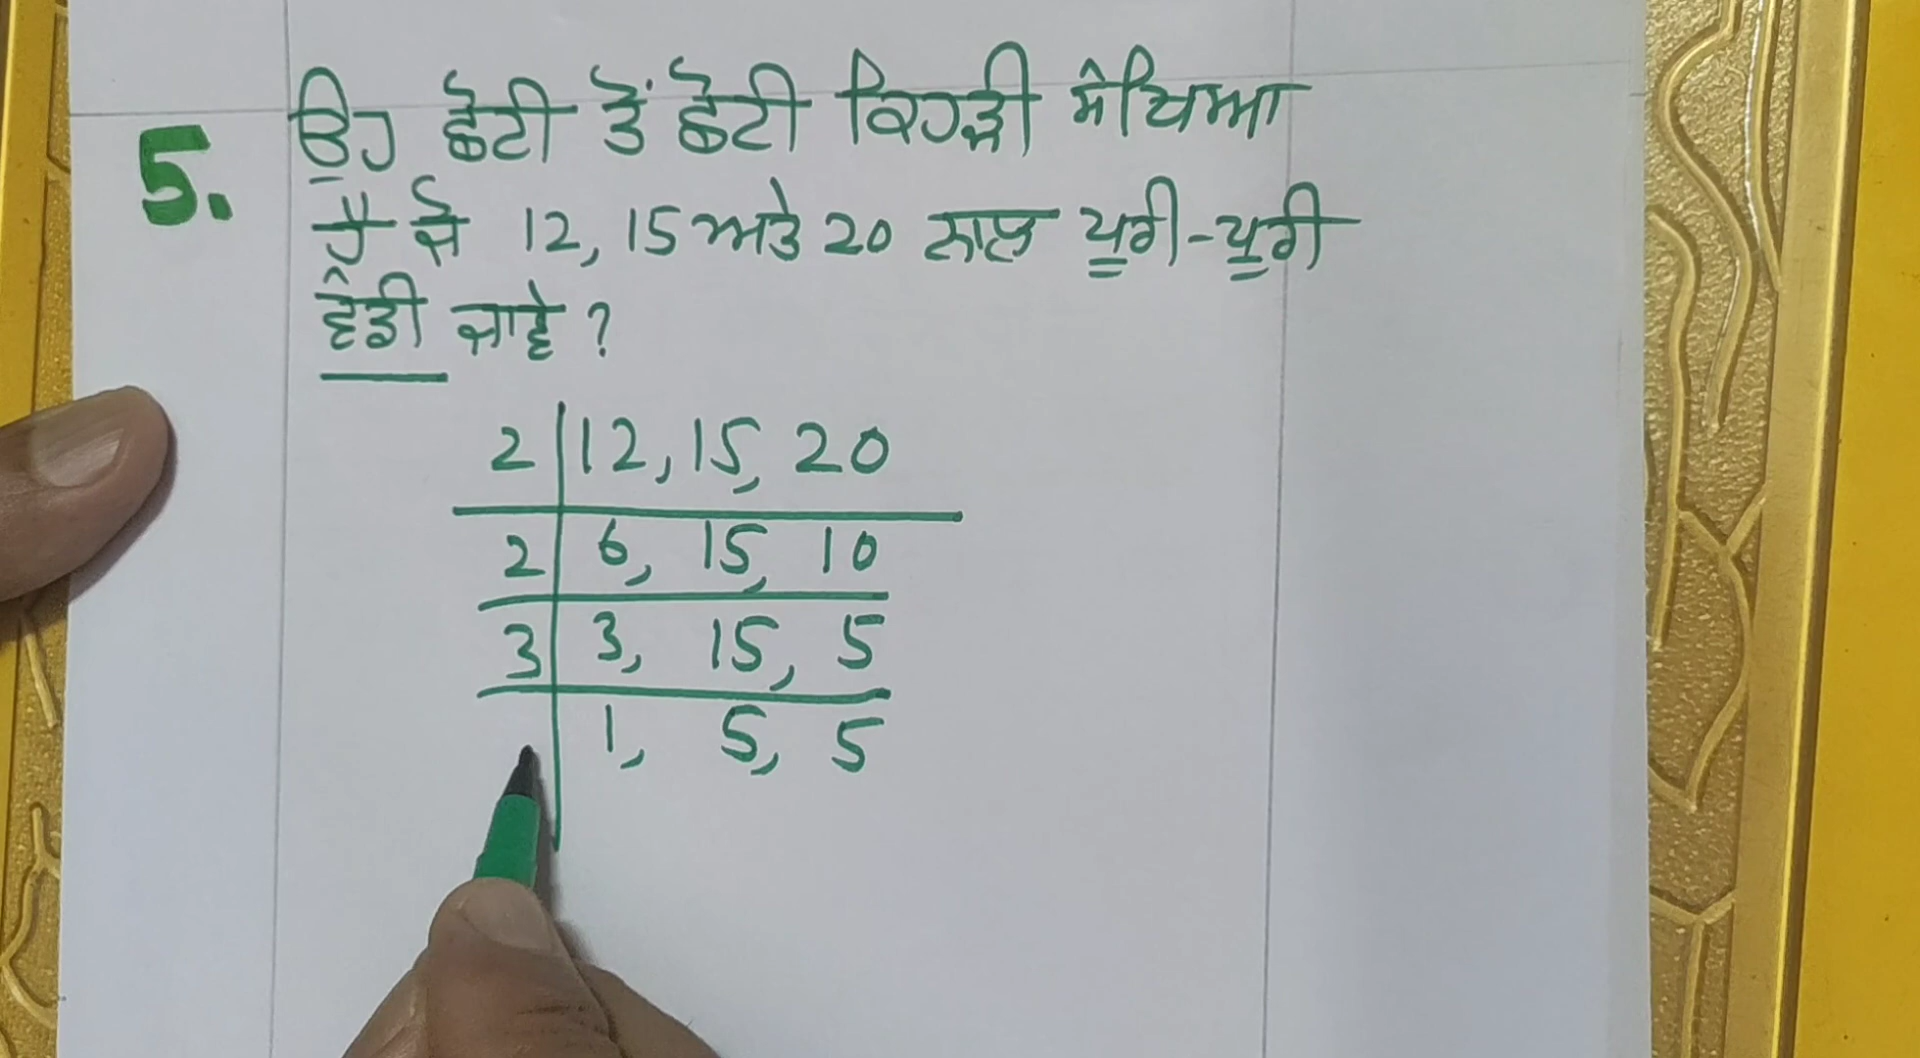 5. ਉਹ ਛੋਟੀ ਤੋਂ ਛੋਟੀ ਕਿਹੜੀ ਸੰਖਿਆ
ਹੈ ਜੋ 12, 15 ਅਤੇ 20 ਨਾਲ ਪੂਰੀ-ਪੂਰੀ
ਵੰਡੀ ਜਾਵੇ ?
2 | 12, 15, 20
2 | 6, 15, 10
3 | 3, 15, 5
| 1, 5, 5